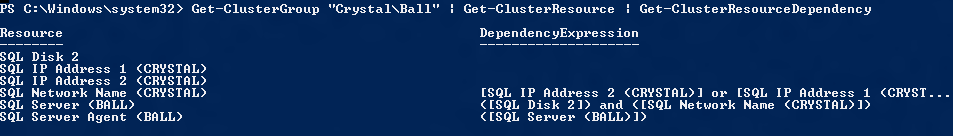 PS C:\Windows\system32> Get-ClusterGroup "Crystal\Ball" | Get-ClusterResource | Get-ClusterResourceDependency
Resource DependencyExpression
-------- --------------------
SQL Disk 2
SQL IP Address 1 (CRYSTAL)
SQL IP Address 2 (CRYSTAL)
SQL Network Name (CRYSTAL) [SQL IP Address 2 (CRYSTAL)] or [SQL IP Address 1 (CRYST...
SQL Server (BALL) ([SQL Disk 2]) and ([SQL Network Name (CRYSTAL)])
SQL Server Agent (BALL) ([SQL Server (BALL)])